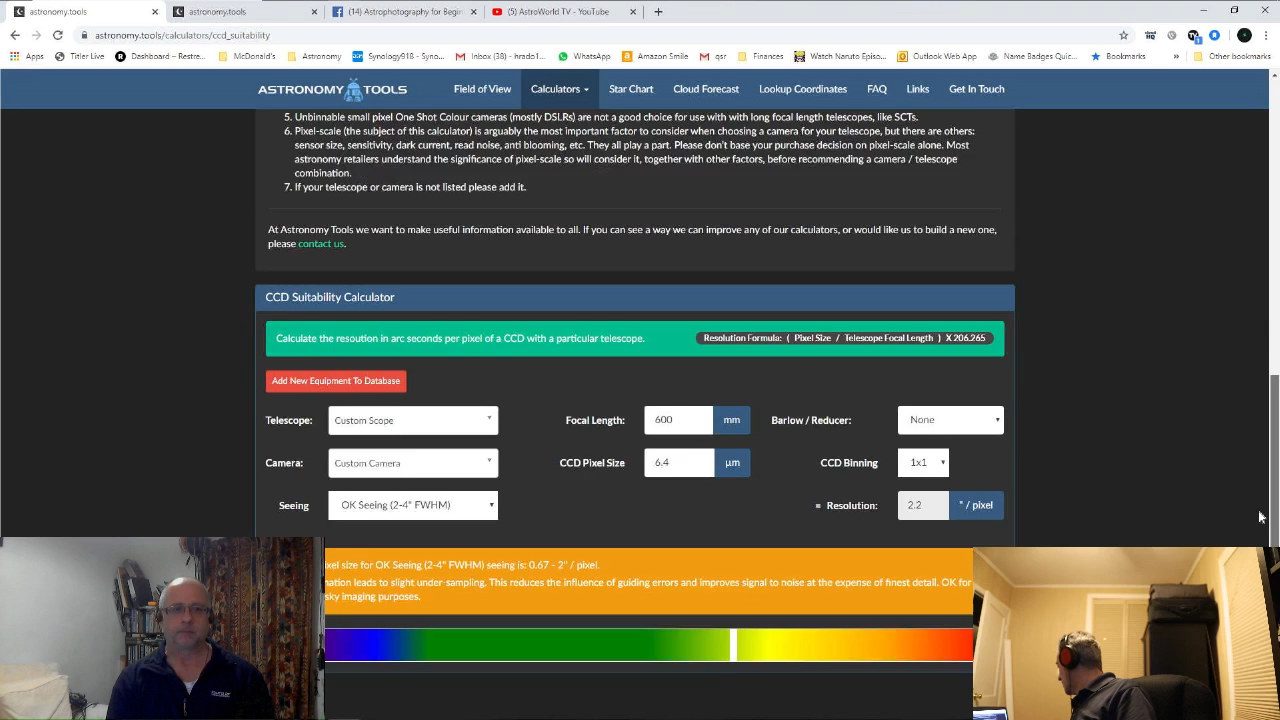 astronomy.tools
astronomy.tools
(14) Astrophotography for Begin
(5) AstroWorld TV - YouTube
astronomy.tools/calculators/ccd_suitability
Apps
Titler Live
Dashboard -- Restre...
McDonald's
Astronomy
Synology918 - Syno...
Inbox (38) - hrado1...
qsr
WhatsApp
Finances
Amazon Smile
Watch Naruto Episo...
Outlook Web App
Name Badges Quic...
Bookmarks
Other bookmarks
ASTRONOMY TOOLS
Field of View
Calculators
Star Chart
Cloud Forecast
Lookup Coordinates
FAQ
Links
Get In Touch
5. Unbinnable small pixel One Shot Colour cameras (mostly DSLRs) are not a good choice for use with with long focal length telescopes, like SCTs.
6. Pixel-scale (the subject of this calculator) is arguably the most important factor to consider when choosing a camera for your telescope, but there are others:
sensor size, sensitivity, dark current, read noise, anti blooming, etc. They all play a part. Please don't base your purchase decision on pixel-scale alone. Most
astronomy retailers understand the significance of pixel-scale so will consider it, together with other factors, before recommending a camera / telescope
combination.
7. If your telescope or camera is not listed please add it.
At Astronomy Tools we want to make useful information available to all. If you can see a way we can improve any of our calculators, or would like us to build a new one,
please contact us.
CCD Suitability Calculator
Calculate the resoution in arc seconds per pixel of a CCD with a particular telescope.
Resolution Formula: ( Pixel Size / Telescope Focal Length ) X 206.265
Add New Equipment To Database
Telescope: Custom Scope Focal Length: 600 mm Barlow / Reducer: None
Camera: Custom Camera CCD Pixel Size 6.4 µm CCD Binning 1x1
Seeing OK Seeing (2-4" FWHM) = Resolution: 2.2 " / pixel
xel size for OK Seeing (2-4" FWHM) seeing is: 0.67 - 2" / pixel.
nation leads to slight under-sampling. This reduces the influence of guiding errors and improves signal to noise at the expense of finest detail. OK for
sky imaging purposes.